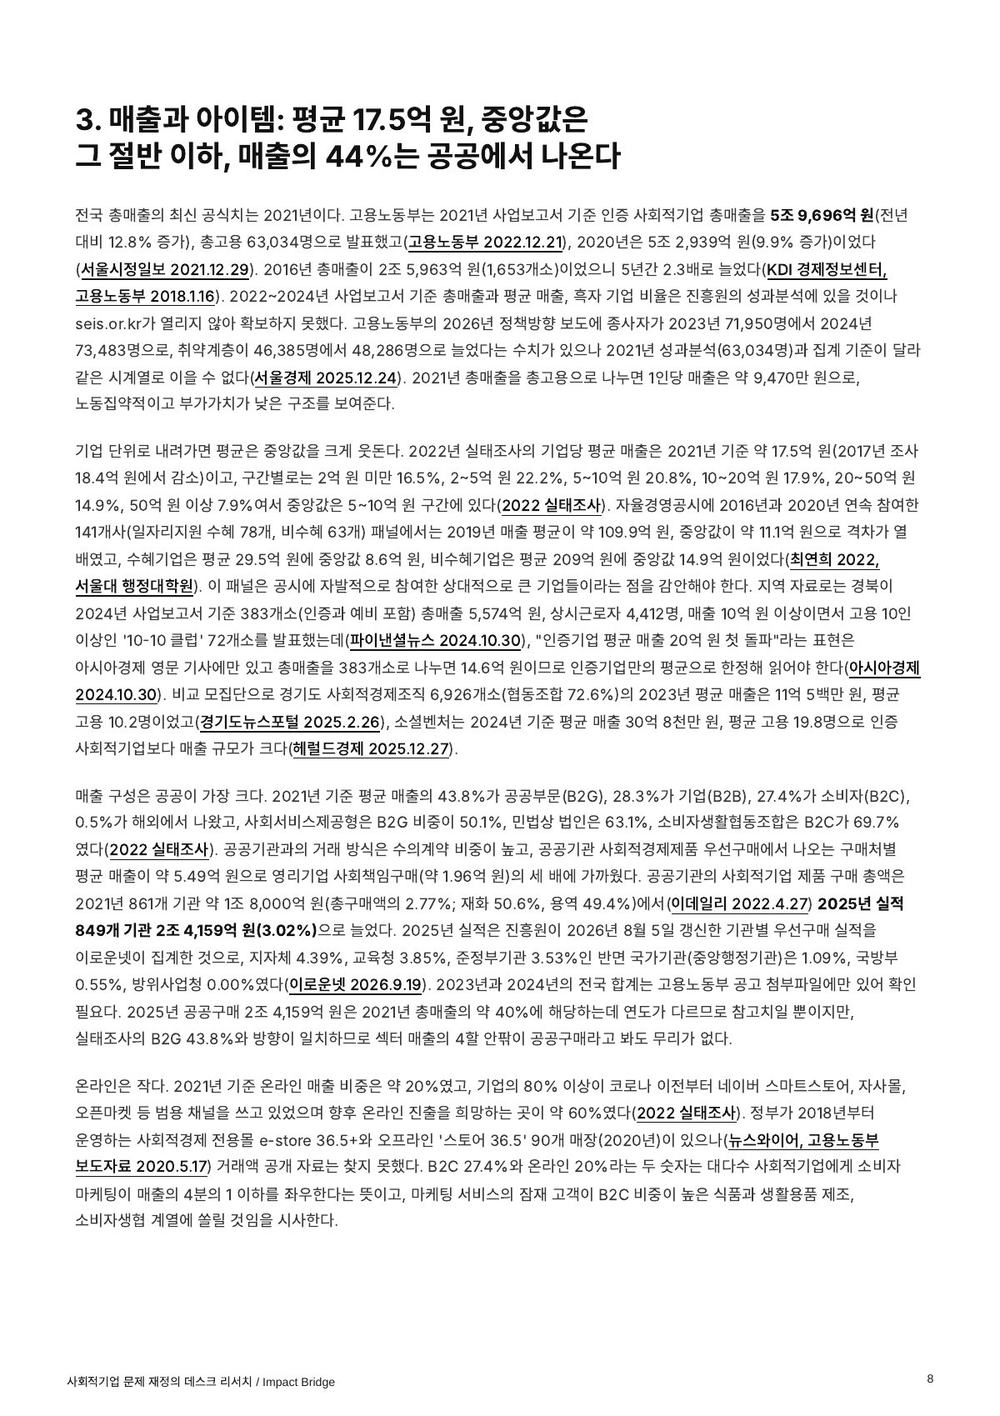 3. 매출과 아이템: 평균 17.5억 원, 중앙값은
그 절반 이하, 매출의 44%는 공공에서 나온다
전국 총매출의 최신 공식치는 2021년이다. 고용노동부는 2021년 사업보고서 기준 인증 사회적기업 총매출을 5조 9,696억 원(전년
대비 12.8% 증가), 총고용 63,034명으로 발표했고(고용노동부 2022.12.21), 2020년은 5조 2,939억 원(9.9% 증가)이었다
(서울시정일보 2021.12.29). 2016년 총매출이 2조 5,963억 원(1,653개소)이었으니 5년간 2.3배로 늘었다(KDI 경제정보센터,
고용노동부 2018.1.16). 2022~2024년 사업보고서 기준 총매출과 평균 매출, 흑자 기업 비율은 진흥원의 성과분석에 있을 것이나
seis.or.kr가 열리지 않아 확보하지 못했다. 고용노동부의 2026년 정책방향 보도에 종사자가 2023년 71,950명에서 2024년
73,483명으로, 취약계층이 46,385명에서 48,286명으로 늘었다는 수치가 있으나 2021년 성과분석(63,034명)과 집계 기준이 달라
같은 시계열로 이을 수 없다(서울경제 2025.12.24). 2021년 총매출을 총고용으로 나누면 1인당 매출은 약 9,470만 원으로,
노동집약적이고 부가가치가 낮은 구조를 보여준다.
기업 단위로 내려가면 평균은 중앙값을 크게 웃돈다. 2022년 실태조사의 기업당 평균 매출은 2021년 기준 약 17.5억 원(2017년 조사
18.4억 원에서 감소)이고, 구간별로는 2억 원 미만 16.5%, 2~5억 원 22.2%, 5~10억 원 20.8%, 10~20억 원 17.9%, 20~50억 원
14.9%, 50억 원 이상 7.9%여서 중앙값은 5~10억 원 구간에 있다(2022 실태조사). 자율경영공시에 2016년과 2020년 연속 참여한
141개사(일자리지원 수혜 78개, 비수혜 63개) 패널에서는 2019년 매출 평균이 약 109.9억 원, 중앙값이 약 11.1억 원으로 격차가 열
배였고, 수혜기업은 평균 29.5억 원에 중앙값 8.6억 원, 비수혜기업은 평균 209억 원에 중앙값 14.9억 원이었다(최연희 2022,
서울대 행정대학원). 이 패널은 공시에 자발적으로 참여한 상대적으로 큰 기업들이라는 점을 감안해야 한다. 지역 자료로는 경북이
2024년 사업보고서 기준 383개소(인증과 예비 포함) 총매출 5,574억 원, 상시근로자 4,412명, 매출 10억 원 이상이면서 고용 10인
이상인 '10-10 클럽' 72개소를 발표했는데(파이낸셜뉴스 2024.10.30), "인증기업 평균 매출 20억 원 첫 돌파"라는 표현은
아시아경제 영문 기사에만 있고 총매출을 383개소로 나누면 14.6억 원이므로 인증기업만의 평균으로 한정해 읽어야 한다(아시아경제
2024.10.30). 비교 모집단으로 경기도 사회적경제조직 6,926개소(협동조합 72.6%)의 2023년 평균 매출은 11억 5백만 원, 평균
고용 10.2명이었고(경기도뉴스포털 2025.2.26), 소셜벤처는 2024년 기준 평균 매출 30억 8천만 원, 평균 고용 19.8명으로 인증
사회적기업보다 매출 규모가 크다(헤럴드경제 2025.12.27).
매출 구성은 공공이 가장 크다. 2021년 기준 평균 매출의 43.8%가 공공부문(B2G), 28.3%가 기업(B2B), 27.4%가 소비자(B2C),
0.5%가 해외에서 나왔고, 사회서비스제공형은 B2G 비중이 50.1%, 민법상 법인은 63.1%, 소비자생활협동조합은 B2C가 69.7%
였다(2022 실태조사). 공공기관과의 거래 방식은 수의계약 비중이 높고, 공공기관 사회적경제제품 우선구매에서 나오는 구매처별
평균 매출이 약 5.49억 원으로 영리기업 사회책임구매(약 1.96억 원)의 세 배에 가까웠다. 공공기관의 사회적기업 제품 구매 총액은
2021년 861개 기관 약 1조 8,000억 원(총구매액의 2.77%; 재화 50.6%, 용역 49.4%)에서(이데일리 2022.4.27) 2025년 실적
849개 기관 2조 4,159억 원(3.02%)으로 늘었다. 2025년 실적은 진흥원이 2026년 8월 5일 갱신한 기관별 우선구매 실적을
이로운넷이 집계한 것으로, 지자체 4.39%, 교육청 3.85%, 준정부기관 3.53%인 반면 국가기관(중앙행정기관)은 1.09%, 국방부
0.55%, 방위사업청 0.00%였다(이로운넷 2026.9.19). 2023년과 2024년의 전국 합계는 고용노동부 공고 첨부파일에만 있어 확인
필요다. 2025년 공공구매 2조 4,159억 원은 2021년 총매출의 약 40%에 해당하는데 연도가 다르므로 참고치일 뿐이지만,
실태조사의 B2G 43.8%와 방향이 일치하므로 섹터 매출의 4할 안팎이 공공구매라고 봐도 무리가 없다.
온라인은 작다. 2021년 기준 온라인 매출 비중은 약 20%였고, 기업의 80% 이상이 코로나 이전부터 네이버 스마트스토어, 자사몰,
오픈마켓 등 범용 채널을 쓰고 있었으며 향후 온라인 진출을 희망하는 곳이 약 60%였다(2022 실태조사). 정부가 2018년부터
운영하는 사회적경제 전용몰 e-store 36.5+와 오프라인 '스토어 36.5' 90개 매장(2020년)이 있으나(뉴스와이어, 고용노동부
보도자료 2020.5.17) 거래액 공개 자료는 찾지 못했다. B2C 27.4%와 온라인 20%라는 두 숫자는 대다수 사회적기업에게 소비자
마케팅이 매출의 4분의 1 이하를 좌우한다는 뜻이고, 마케팅 서비스의 잠재 고객이 B2C 비중이 높은 식품과 생활용품 제조,
소비자생협 계열에 쏠릴 것임을 시사한다.
사회적기업 문제 재정의 데스크 리서치 / Impact Bridge
8